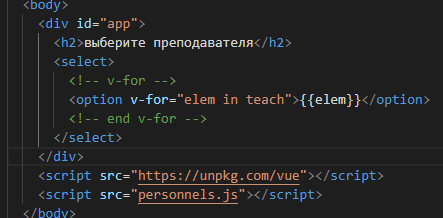 <body>
<div id="app">
<h2>выберите преподавателя</h2>
<select>
<!-- v-for -->
<option v-for="elem in teach">{{elem}}</option>
<!-- end v-for -->
</select>
</div>
<script src="https://unpkg.com/vue"></script>
<script src="personnels.js"></script>
</body>